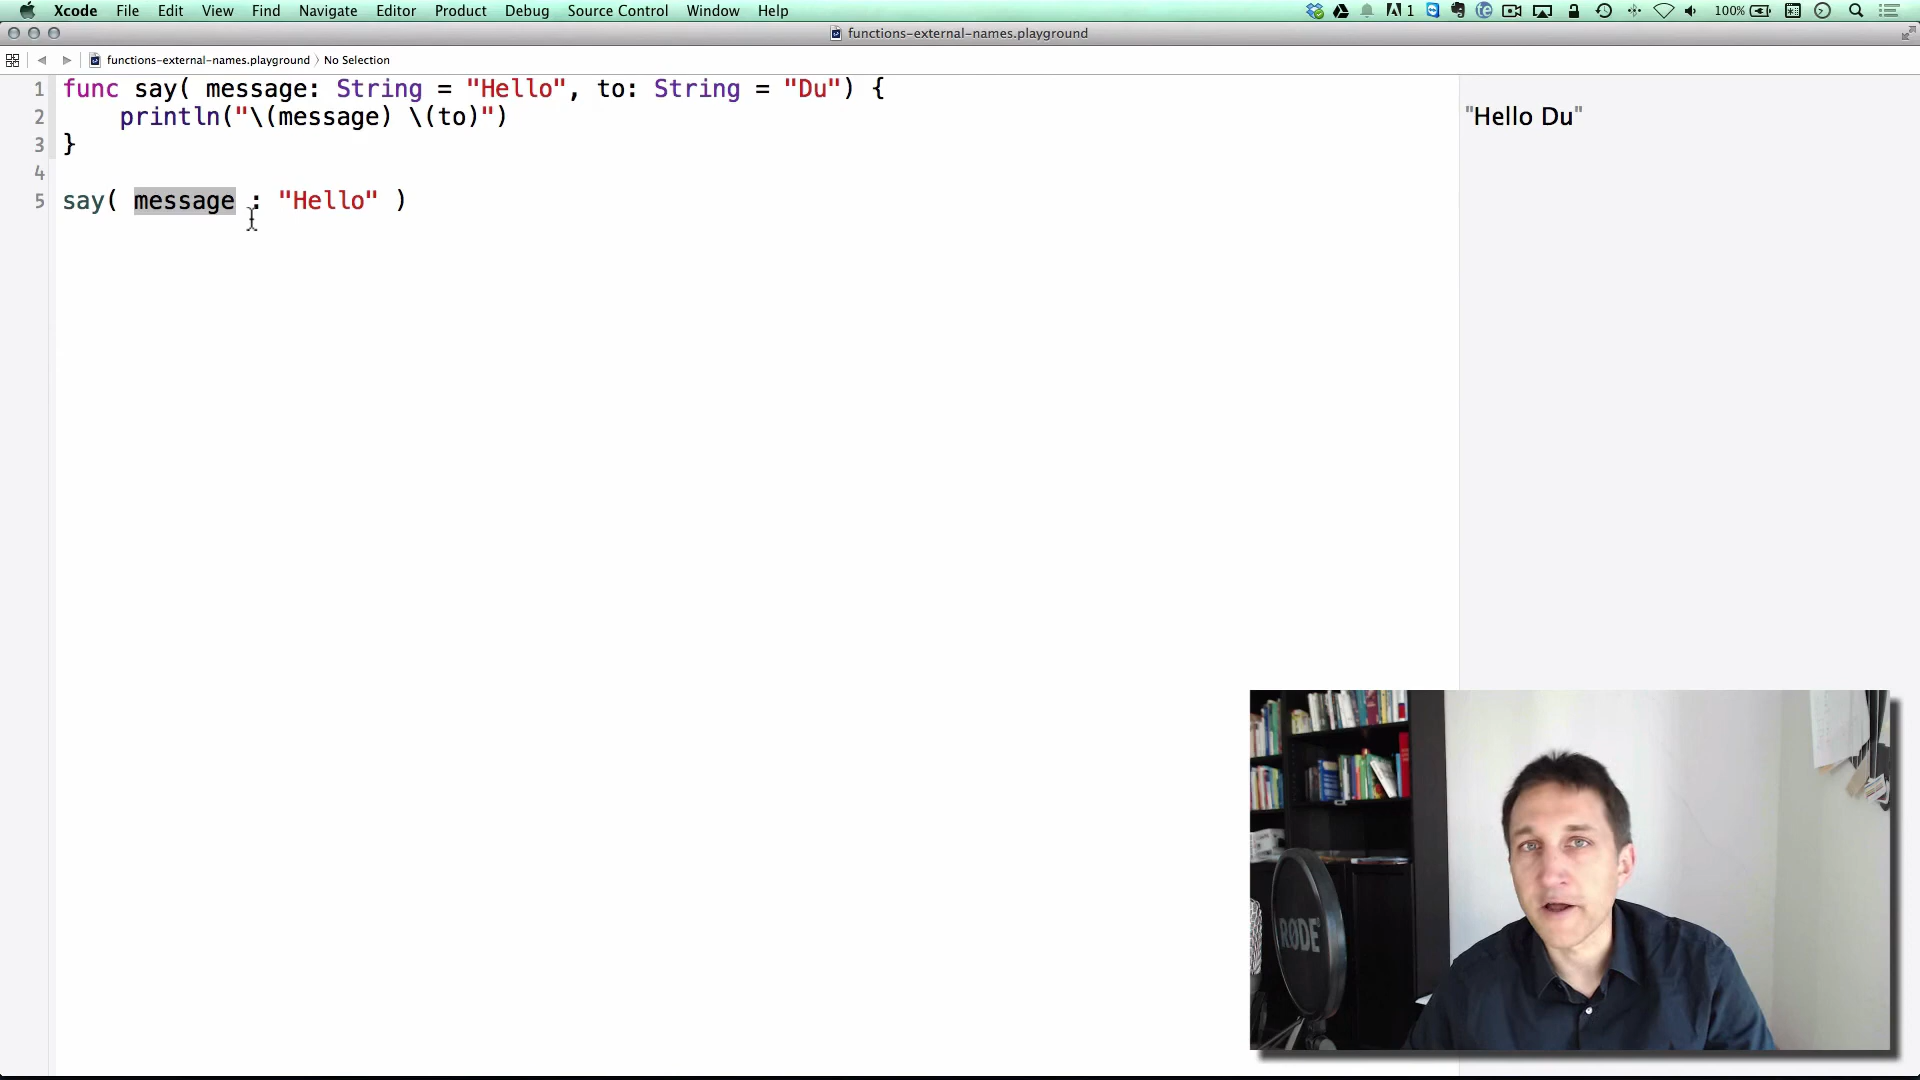 Xcode File Edit View Find Navigate Editor Product Debug Source Control Window Help 1 100%
functions-external-names.playground
functions-external-names.playground 〉 No Selection
1 func say( message: String = "Hello", to: String = "Du") {
2 println("\(message) \(to)")
3 }
4
5 say( message : "Hello" )
"Hello Du"
RØDE